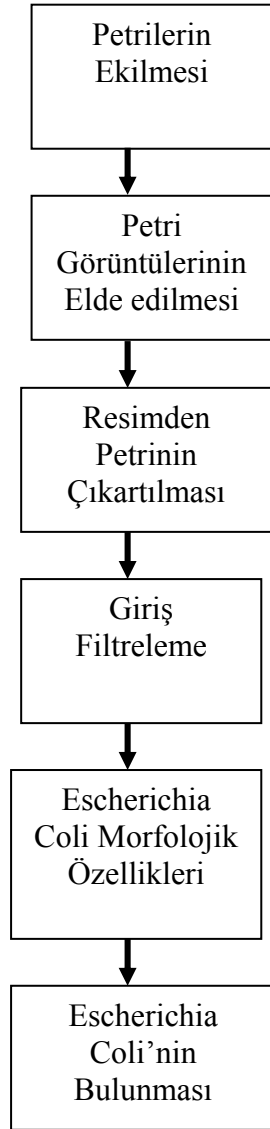 Petrilerin
Ekilmesi
Petri
Görüntülerinin
Elde edilmesi
Resimden
Petrinin
Çıkartılması
Giriş
Filtreleme
Escherichia
Coli Morfolojik
Özellikleri
Escherichia
Coli’nin
Bulunması